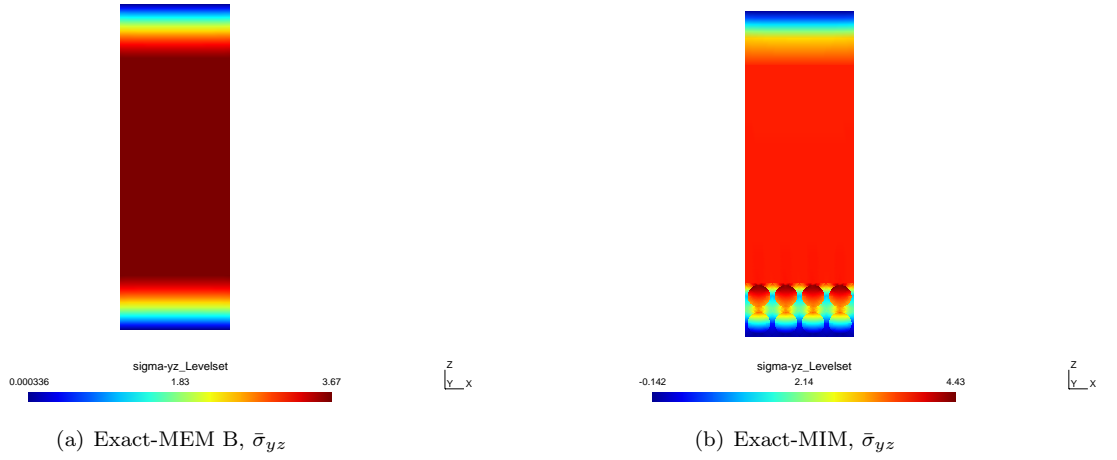 sigma-yz_Levelset
0.000336 1.83 3.67
Z
Y X
(a) Exact-MEM B, σ̄yz
sigma-yz_Levelset
-0.142 2.14 4.43
Z
Y X
(b) Exact-MIM, σ̄yz